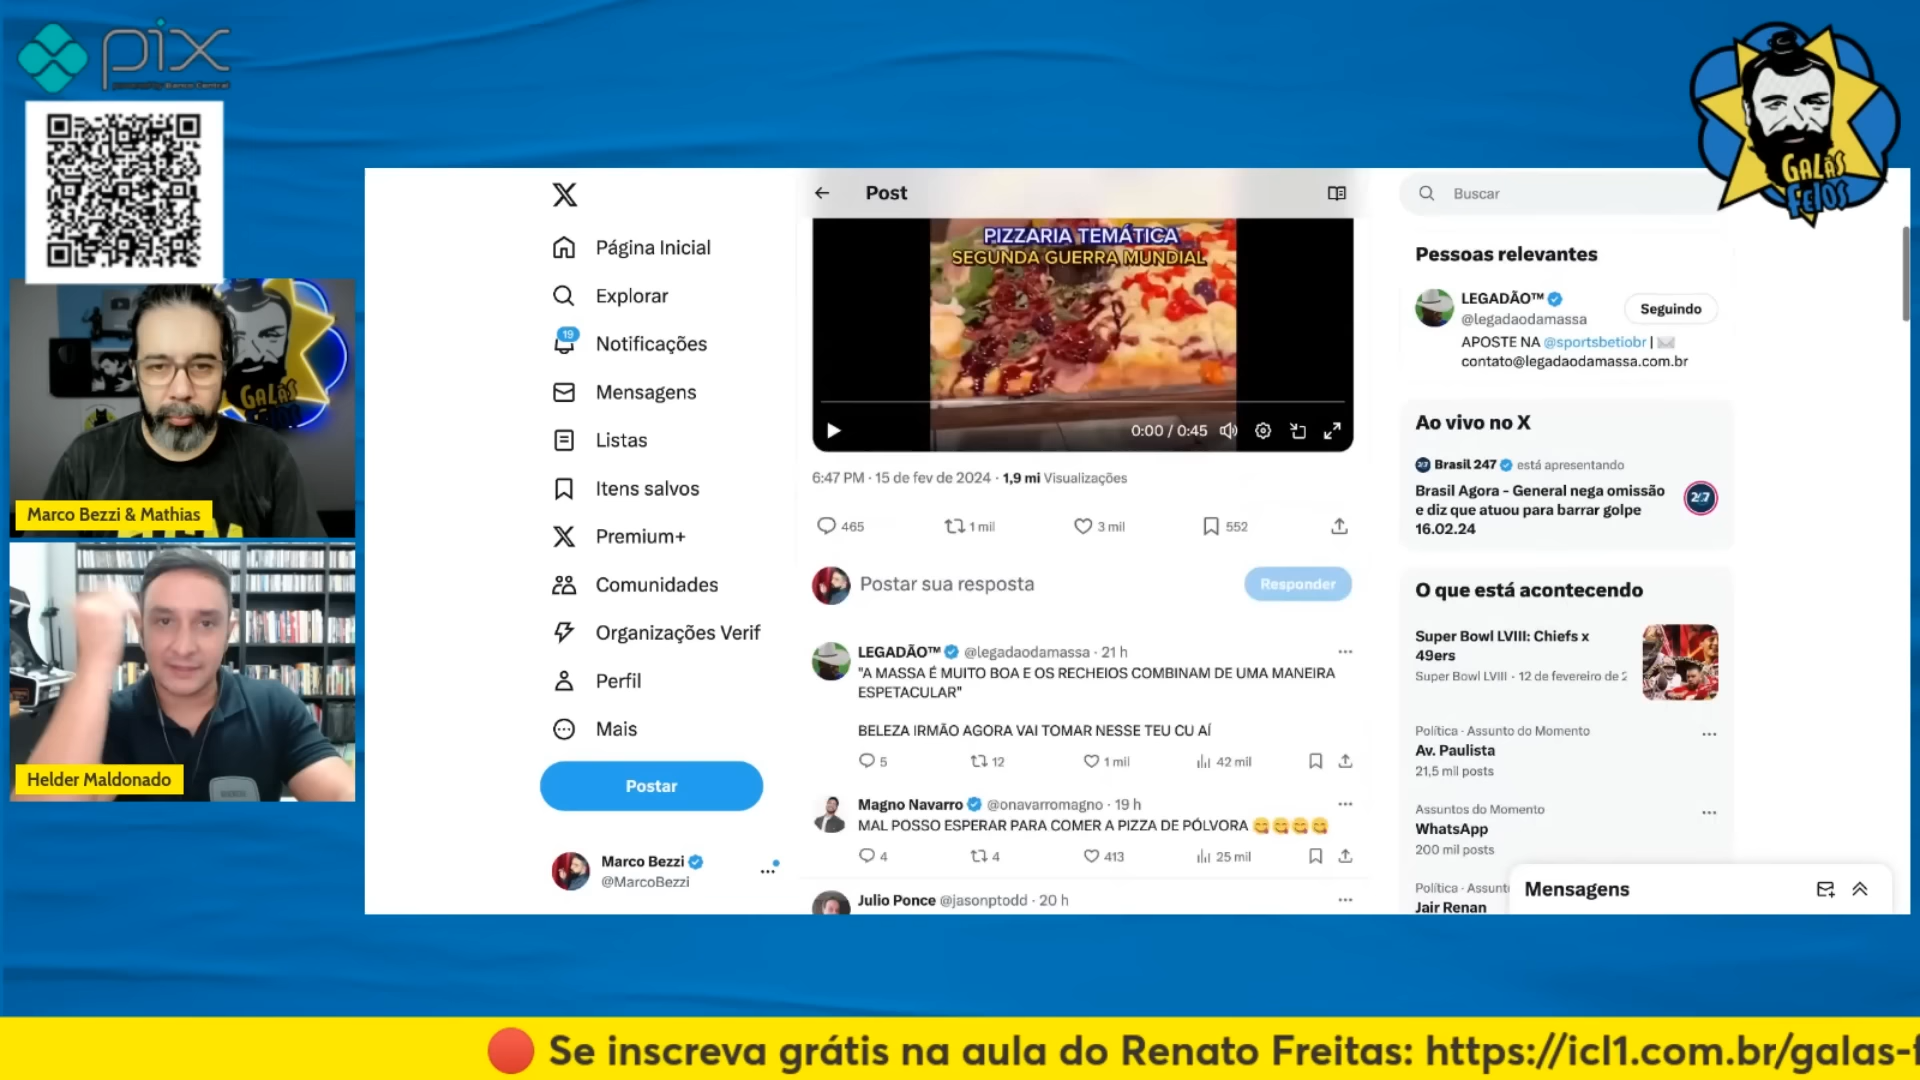 pix
powered by Banco Central
GALÃS
FEIOS
GALÃS
Marco Bezzi & Mathias
Helder Maldonado
Página Inicial
Explorar
19
Notificações
Mensagens
Listas
Itens salvos
Premium+
Comunidades
Organizações Verif
Perfil
Mais
Postar
Marco Bezzi
@MarcoBezzi
Post
PIZZARIA TEMÁTICA
SEGUNDA GUERRA MUNDIAL
0:00 / 0:45
6:47 PM · 15 de fev de 2024 · 1,9 mi Visualizações
465 1 mil 3 mil 552
Postar sua resposta
Responder
LEGADÃO™ @legadaodamassa · 21 h
"A MASSA É MUITO BOA E OS RECHEIOS COMBINAM DE UMA MANEIRA
ESPETACULAR"
BELEZA IRMÃO AGORA VAI TOMAR NESSE TEU CU AÍ
5 12 1 mil 42 mil
Magno Navarro @onavarromagno · 19 h
MAL POSSO ESPERAR PARA COMER A PIZZA DE PÓLVORA 😋😋😋😋
4 4 413 25 mil
Julio Ponce @jasonptodd · 20 h
Buscar
Pessoas relevantes
LEGADÃO™
@legadaodamassa
Seguindo
APOSTE NA @sportsbetiobr | ✉
contato@legadaodamassa.com.br
Ao vivo no X
Brasil 247 está apresentando
Brasil Agora - General nega omissão
e diz que atuou para barrar golpe
16.02.24
247
O que está acontecendo
Super Bowl LVIII: Chiefs x
49ers
Super Bowl LVIII · 12 de fevereiro de 2
Política · Assunto do Momento
Av. Paulista
21,5 mil posts
Assuntos do Momento
WhatsApp
200 mil posts
Política · Assunt
Jair Renan
Mensagens
🔴 Se inscreva grátis na aula do Renato Freitas: https://icl1.com.br/galas-f